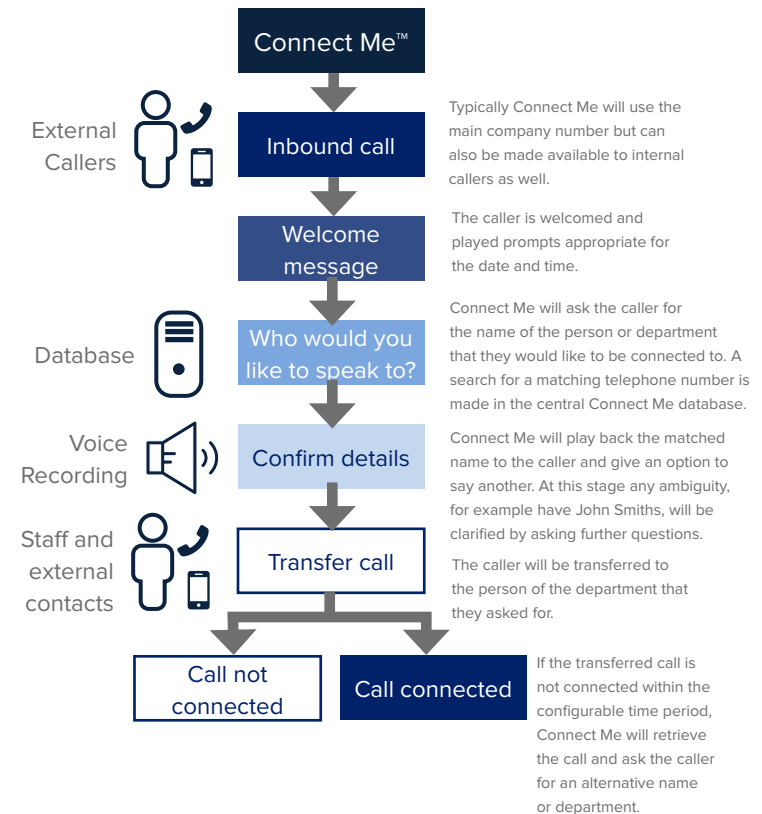 Connect Me™
External
Callers
Inbound call
Typically Connect Me will use the
main company number but can
also be made available to internal
callers as well.
Welcome
message
The caller is welcomed and
played prompts appropriate for
the date and time.
Database
Who would you
like to speak to?
Connect Me will ask the caller for
the name of the person or department
that they would like to be connected to. A
search for a matching telephone number is
made in the central Connect Me database.
Voice
Recording
Confirm details
Connect Me will play back the matched
name to the caller and give an option to
say another. At this stage any ambiguity,
for example have John Smiths, will be
clarified by asking further questions.
Staff and
external
contacts
Transfer call
The caller will be transferred to
the person of the department that
they asked for.
Call not
connected
Call connected
If the transferred call is
not connected within the
configurable time period,
Connect Me will retrieve
the call and ask the caller
for an alternative name
or department.